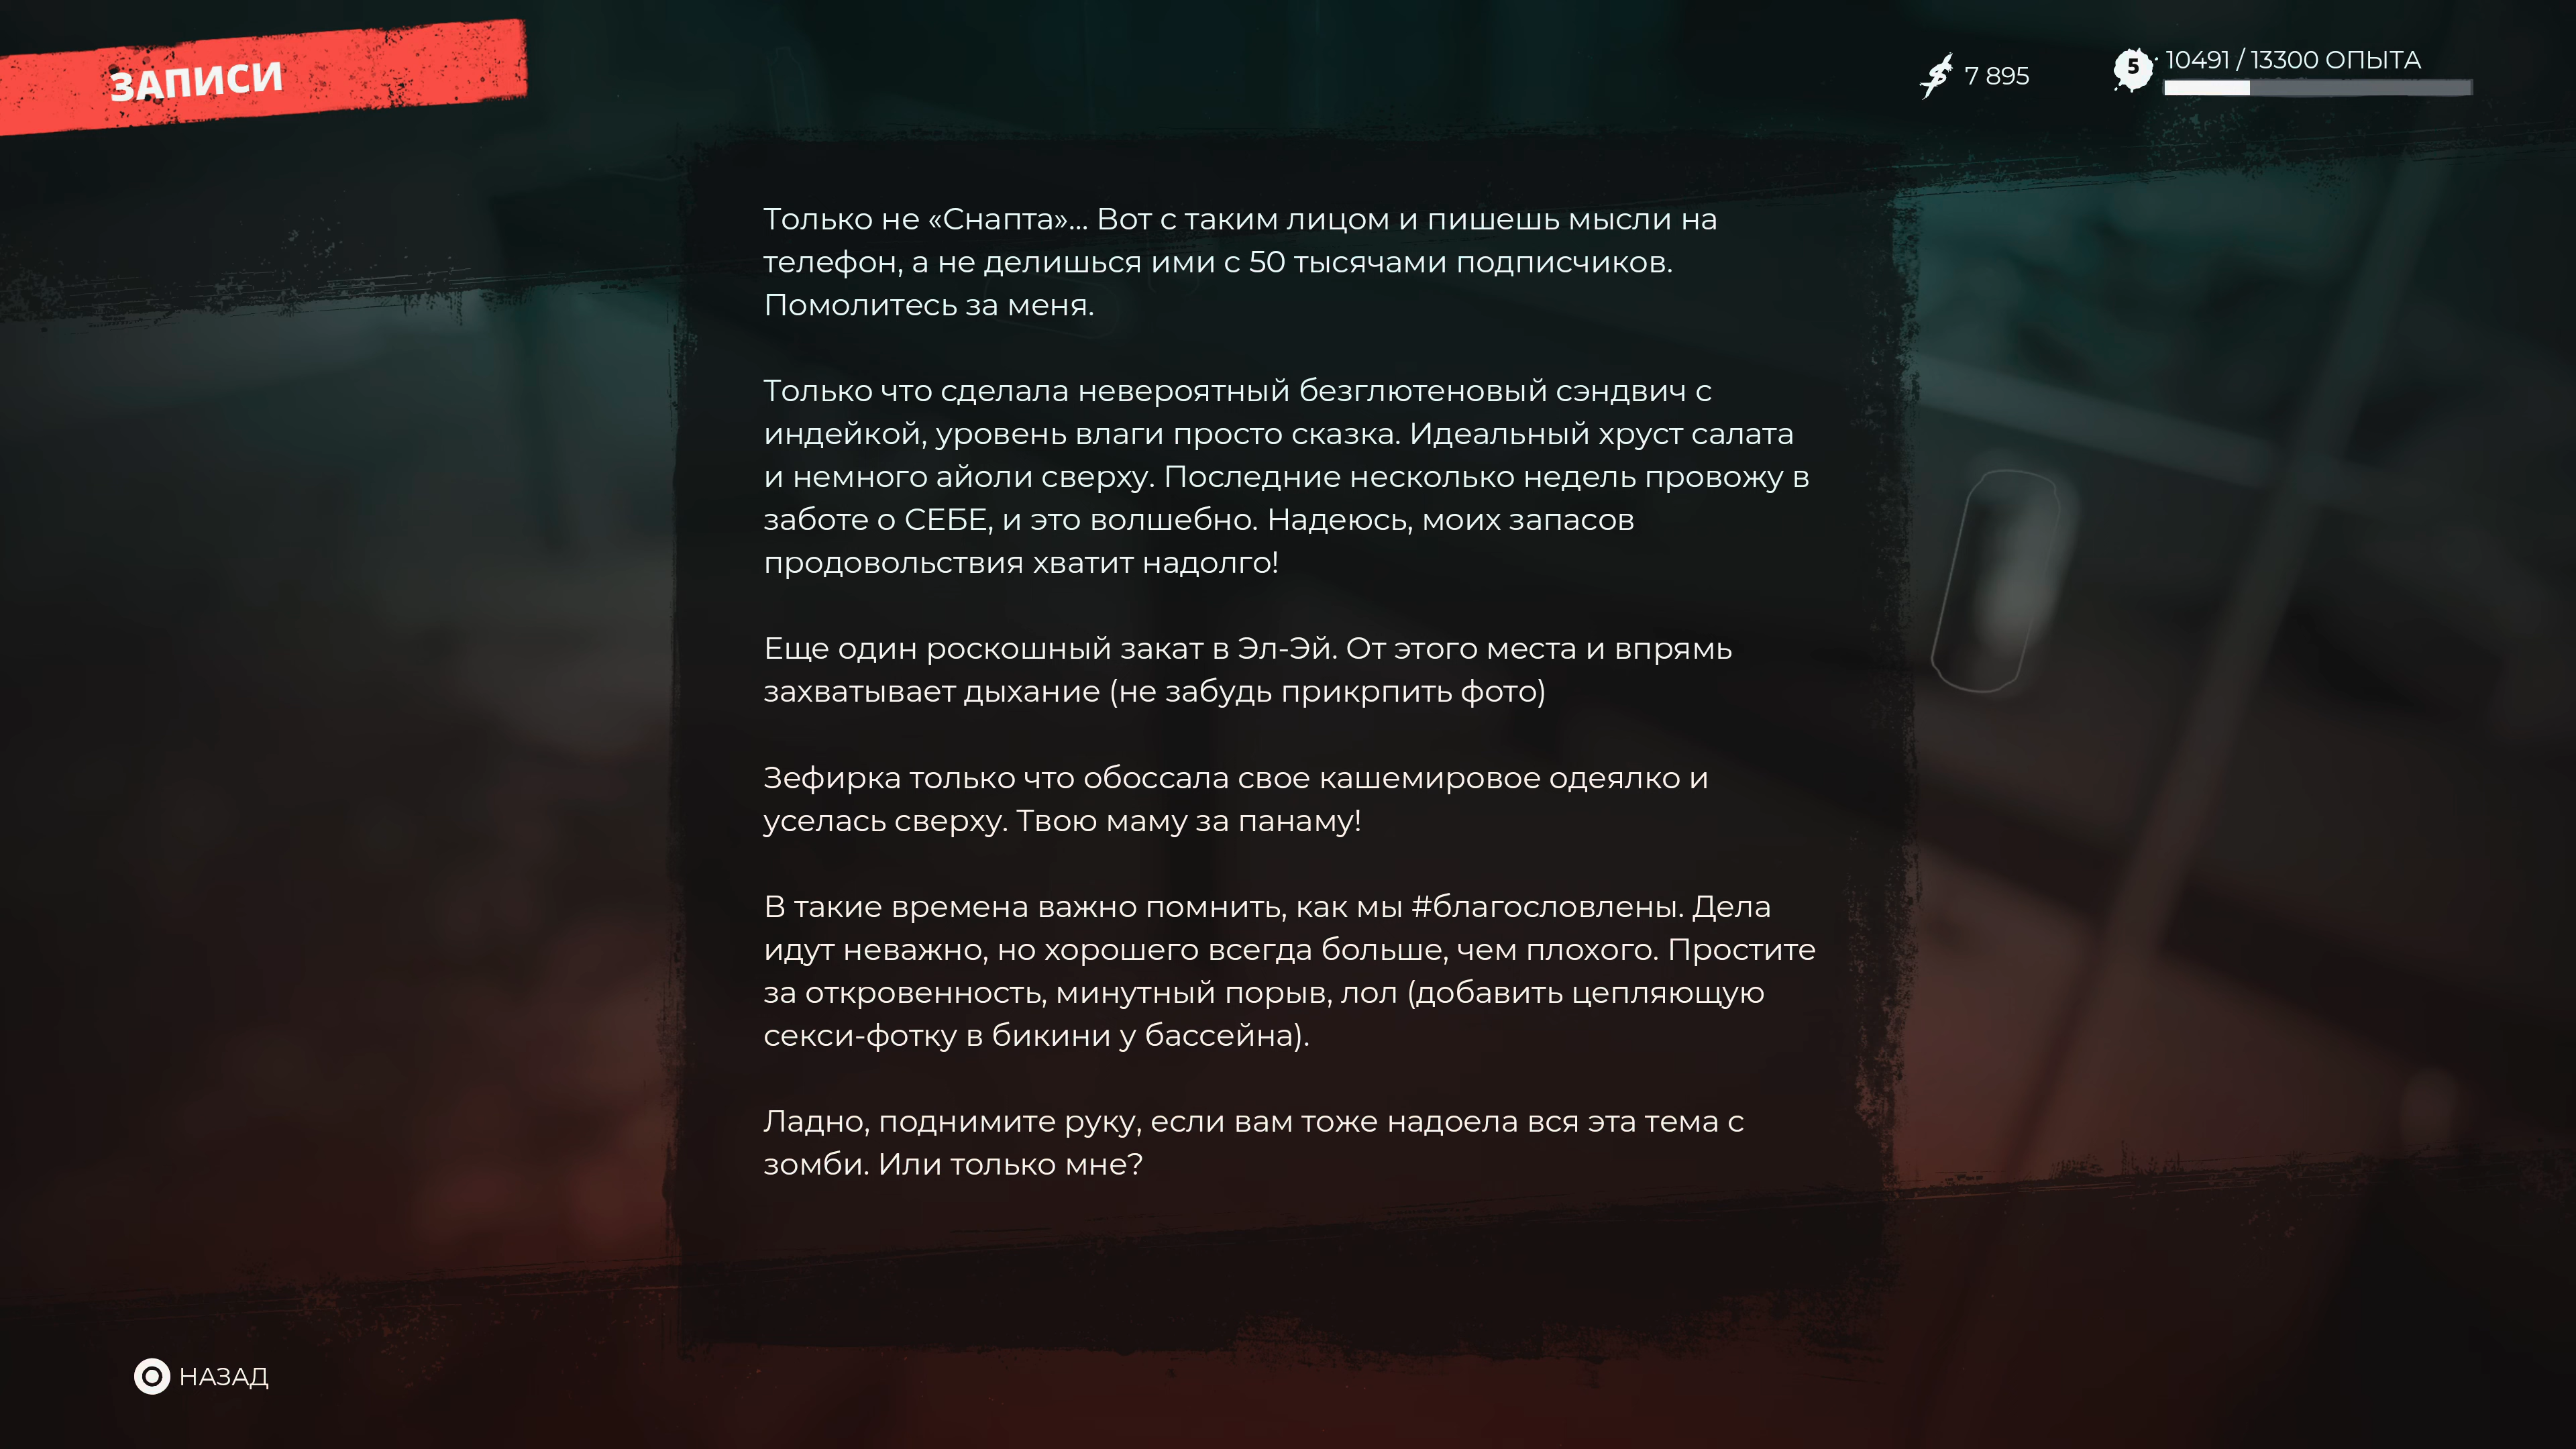 ЗАПИСИ
7 895
5
10491 / 13300 ОПЫТА
Только не «Снапта»... Вот с таким лицом и пишешь мысли на
телефон, а не делишься ими с 50 тысячами подписчиков.
Помолитесь за меня.
Только что сделала невероятный безглютеновый сэндвич с
индейкой, уровень влаги просто сказка. Идеальный хруст салата
и немного айоли сверху. Последние несколько недель провожу в
заботе о СЕБЕ, и это волшебно. Надеюсь, моих запасов
продовольствия хватит надолго!
Еще один роскошный закат в Эл-Эй. От этого места и впрямь
захватывает дыхание (не забудь прикрпить фото)
Зефирка только что обоссала свое кашемировое одеялко и
уселась сверху. Твою маму за панаму!
В такие времена важно помнить, как мы #благословлены. Дела
идут неважно, но хорошего всегда больше, чем плохого. Простите
за откровенность, минутный порыв, лол (добавить цепляющую
секси-фотку в бикини у бассейна).
Ладно, поднимите руку, если вам тоже надоела вся эта тема с
зомби. Или только мне?
НАЗАД